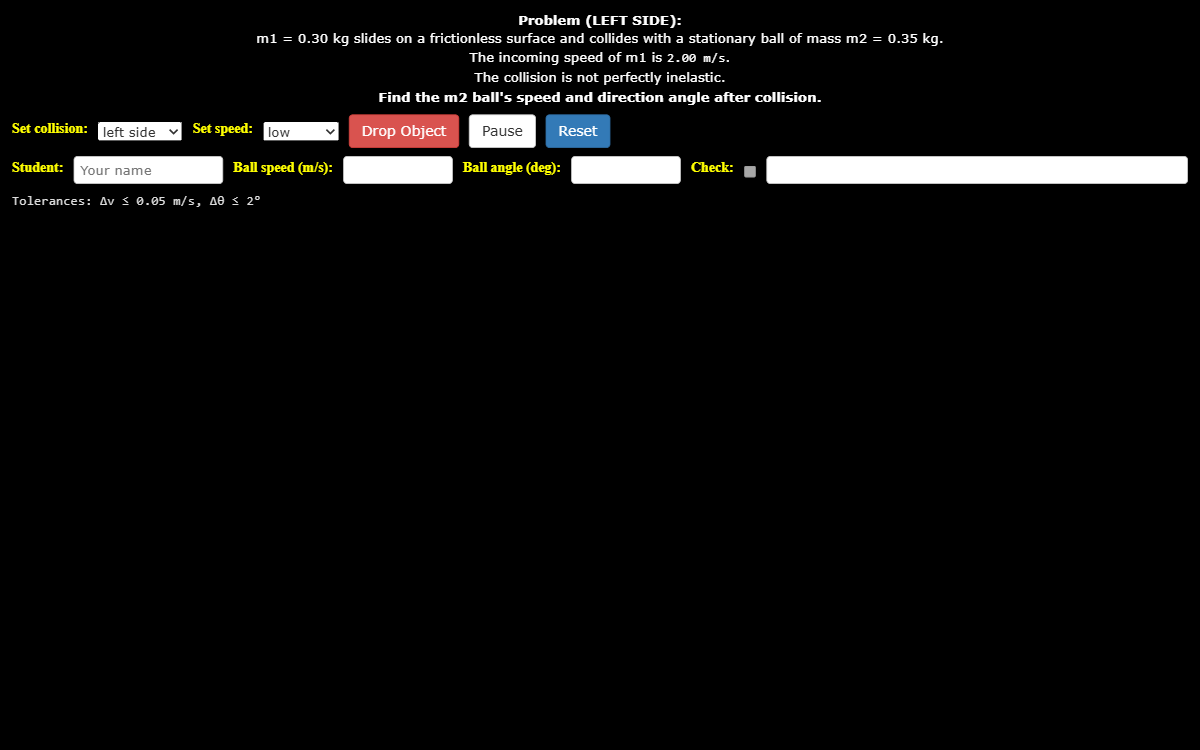 Problem (LEFT SIDE):
m1 = 0.30 kg slides on a frictionless surface and collides with a stationary ball of mass m2 = 0.35 kg.
The incoming speed of m1 is 2.00 m/s.
The collision is not perfectly inelastic.
Find the m2 ball's speed and direction angle after collision.
Set collision: left side Set speed: low Drop Object Pause Reset
Student: Your name Ball speed (m/s): Ball angle (deg): Check:
Tolerances: Δv ≤ 0.05 m/s, Δθ ≤ 2°